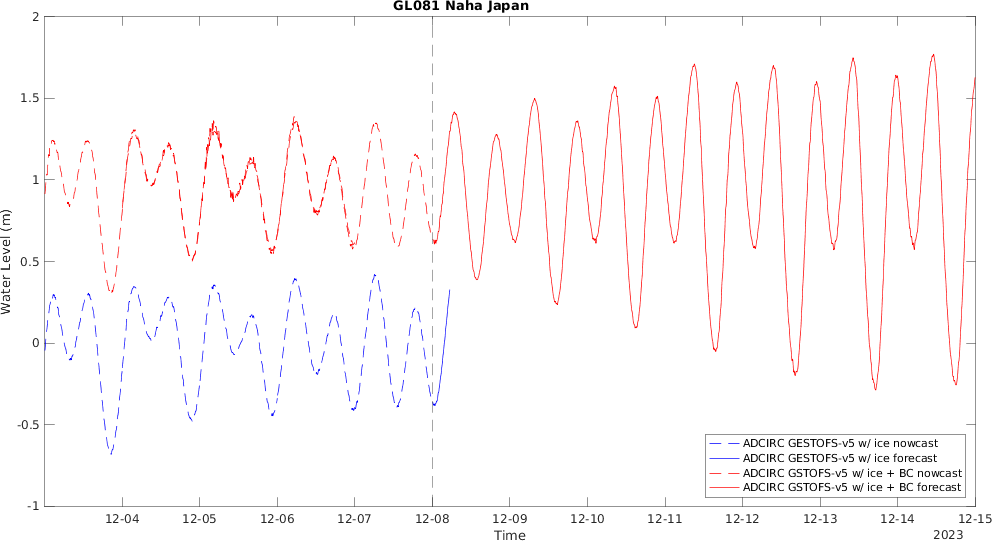 GL081 Naha Japan
2
1.5
1
0.5
0
-0.5
-1
Water Level (m)
12-04
12-05
12-06
12-07
12-08
12-09
12-10
12-11
12-12
12-13
12-14
12-15
Time
2023
ADCIRC GESTOFS-v5 w/ ice nowcast
ADCIRC GESTOFS-v5 w/ ice forecast
ADCIRC GSTOFS-v5 w/ ice + BC nowcast
ADCIRC GSTOFS-v5 w/ ice + BC forecast